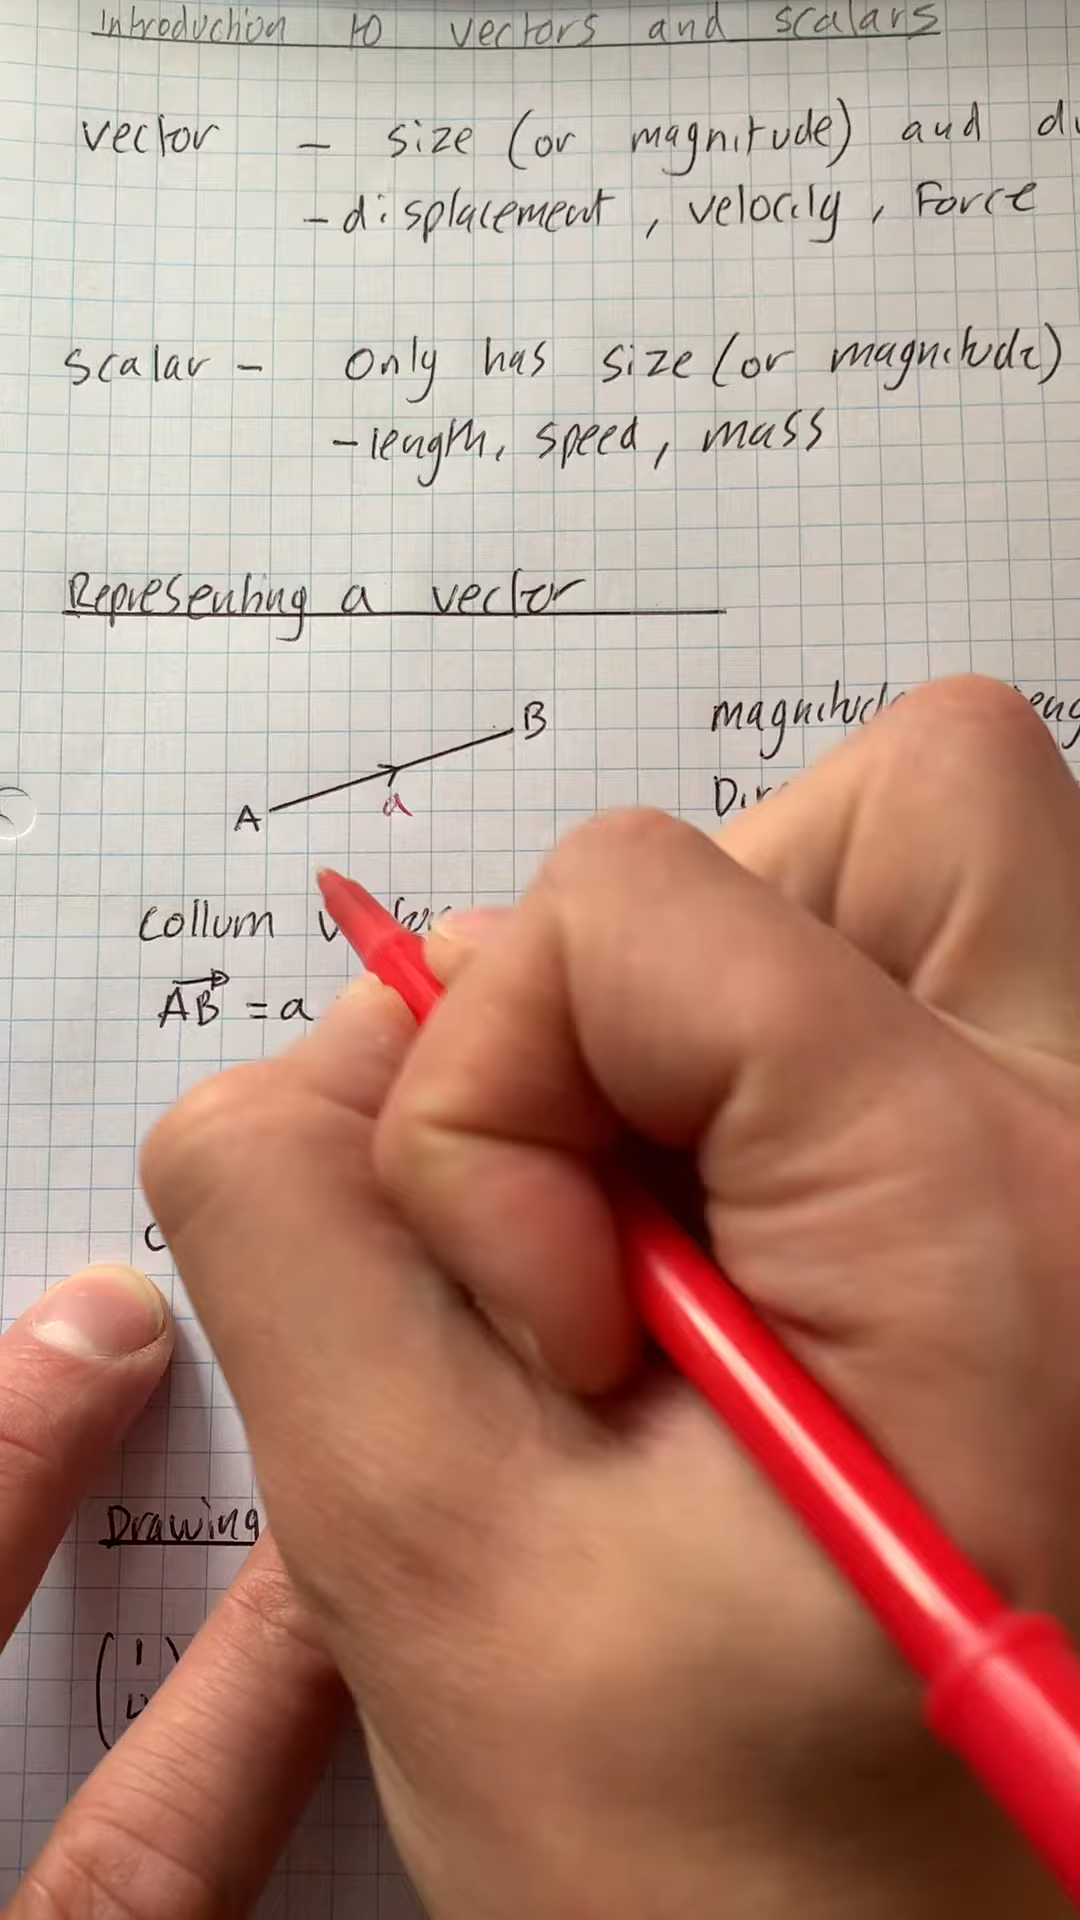 Introduction to vectors and scalars
vector - size (or magnitude) and
- displacement, velocity, Force
scalar - Only has size (or magnitude)
- length, speed, mass
Representing a vector
B
A
a
Collum
AB = a
Drawing
1